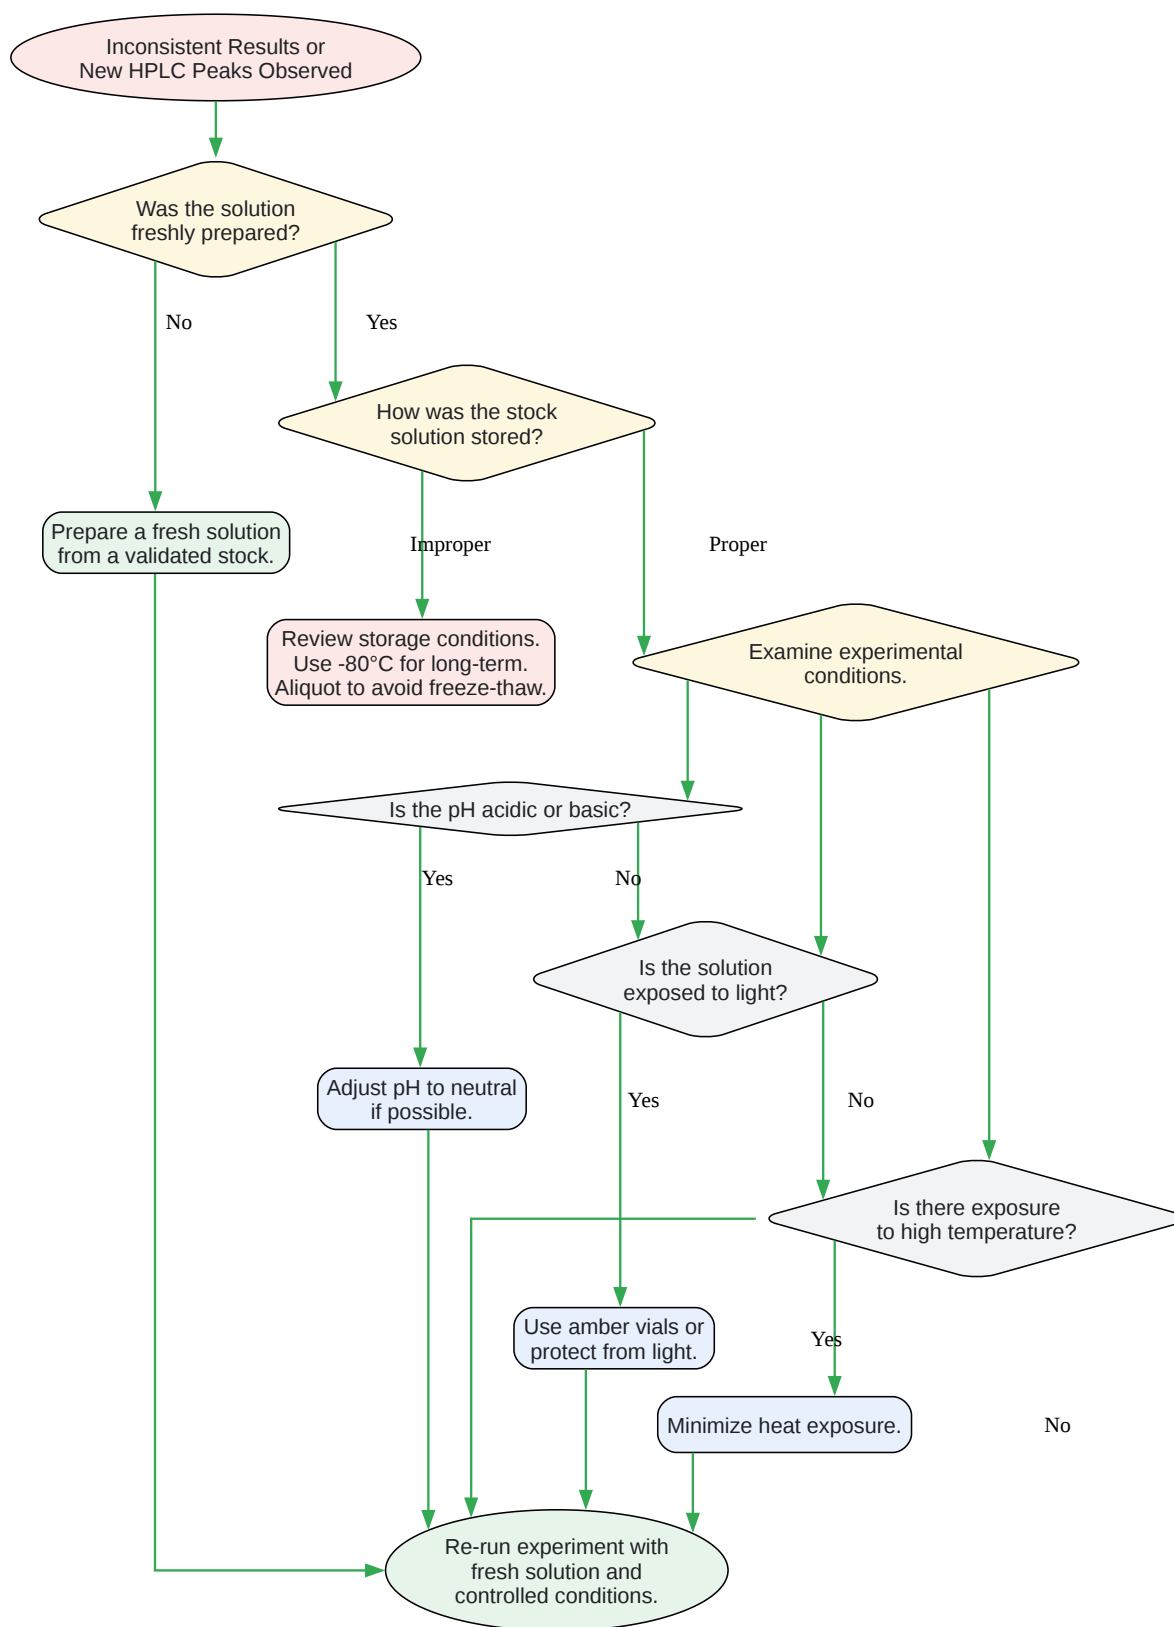 Inconsistent Results or
New HPLC Peaks Observed
Was the solution
freshly prepared?
No
Yes
How was the stock
solution stored?
Prepare a fresh solution
from a validated stock.
Improper
Proper
Review storage conditions.
Use -80°C for long-term.
Aliquot to avoid freeze-thaw.
Examine experimental
conditions.
Is the pH acidic or basic?
Yes
No
Is the solution
exposed to light?
Adjust pH to neutral
if possible.
Yes
No
Is there exposure
to high temperature?
Use amber vials or
protect from light.
Yes
Minimize heat exposure.
No
Re-run experiment with
fresh solution and
controlled conditions.